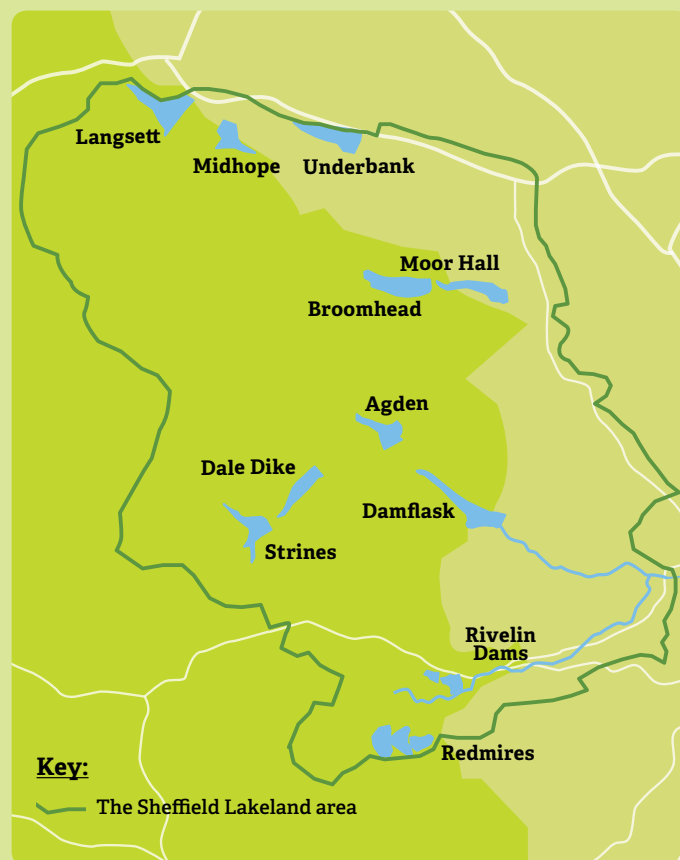 Langsett
Midhope
Underbank
Moor Hall
Broomhead
Agden
Dale Dike
Damflask
Strines
Rivelin
Dams
Redmires
Key:
The Sheffield Lakeland area